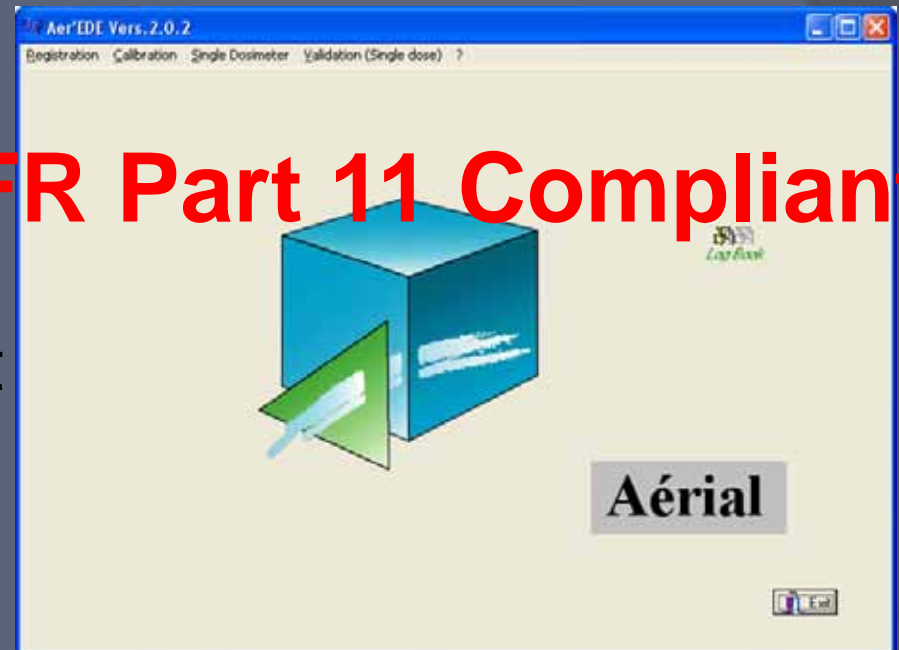 Aer'EDE Vers.2.0.2
Registration Calibration Single Dosimeter Validation (Single dose) ?
FR Part 11 Complian
Log Book
Aérial
Exit